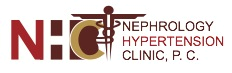 NHC NEPHROLOGY
HYPERTENSION
CLINIC, P. C.